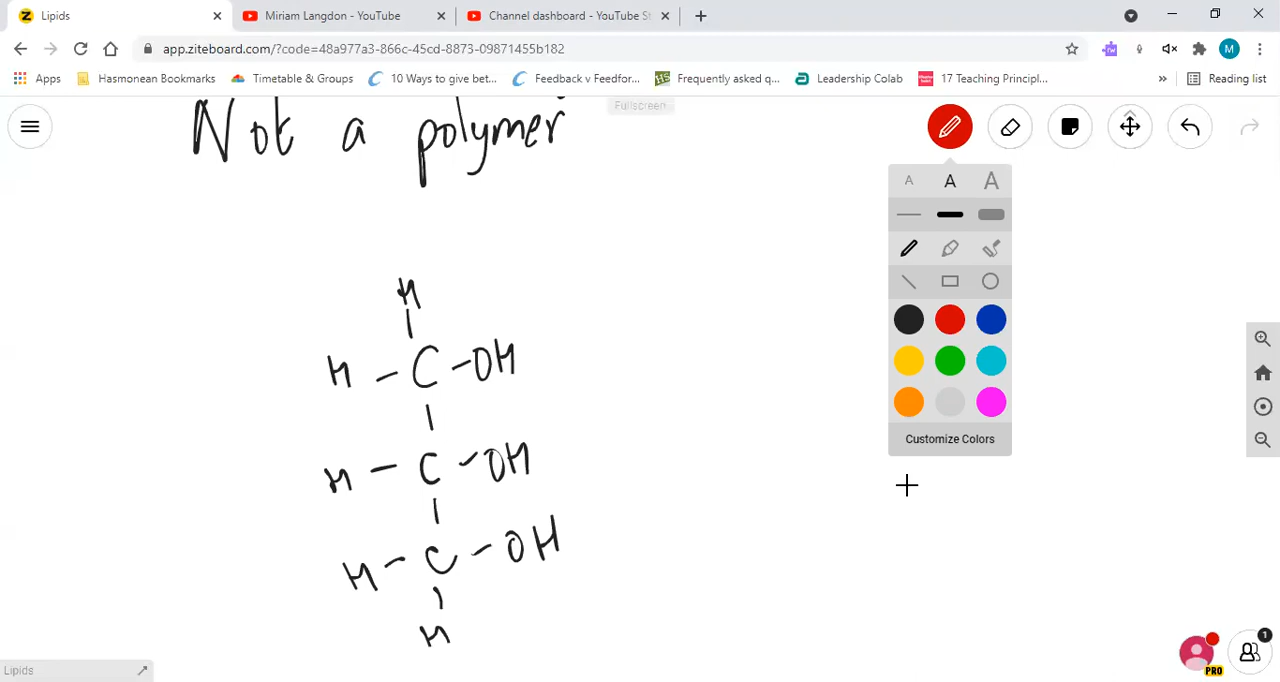 Lipids
Miriam Langdon - YouTube
Channel dashboard - YouTube St
app.ziteboard.com/?code=48a977a3-866c-45cd-8873-09871455b182
M
Apps
Hasmonean Bookmarks
Timetable & Groups
10 Ways to give bet...
Feedback v Feedfor...
Frequently asked q...
Leadership Colab
17 Teaching Principl...
»
Reading list
Fullscreen
Not a polymer
A A A
Customize Colors
H
H - C - OH
H - C - OH
H - C - OH
H
Lipids
1
PRO